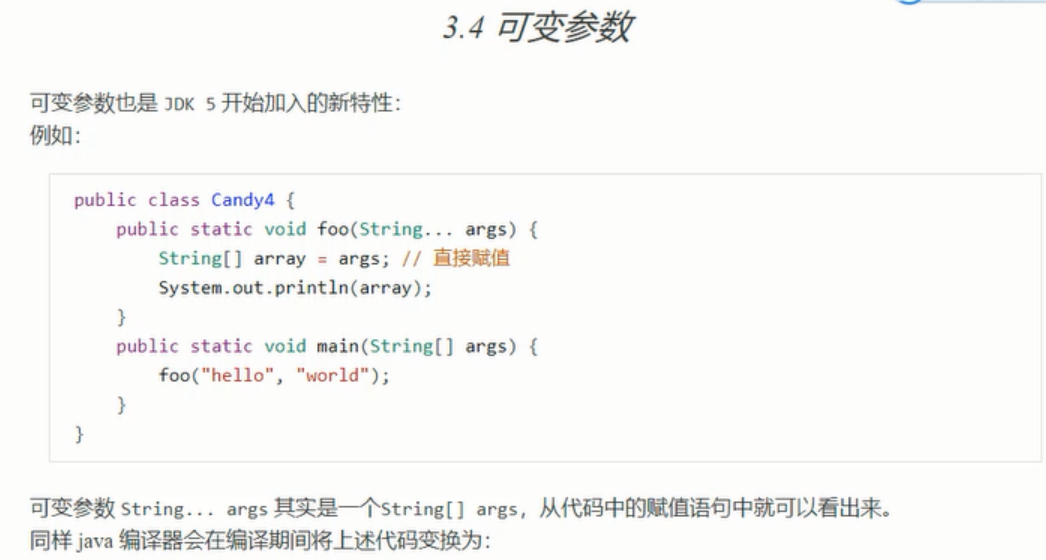 3.4 可变参数
可变参数也是 JDK 5 开始加入的新特性：
例如：
public class Candy4 {
    public static void foo(String... args) {
        String[] array = args; // 直接赋值
        System.out.println(array);
    }
    public static void main(String[] args) {
        foo("hello", "world");
    }
}
可变参数 String... args 其实是一个String[] args，从代码中的赋值语句中就可以看出来。
同样 java 编译器会在编译期间将上述代码变换为：